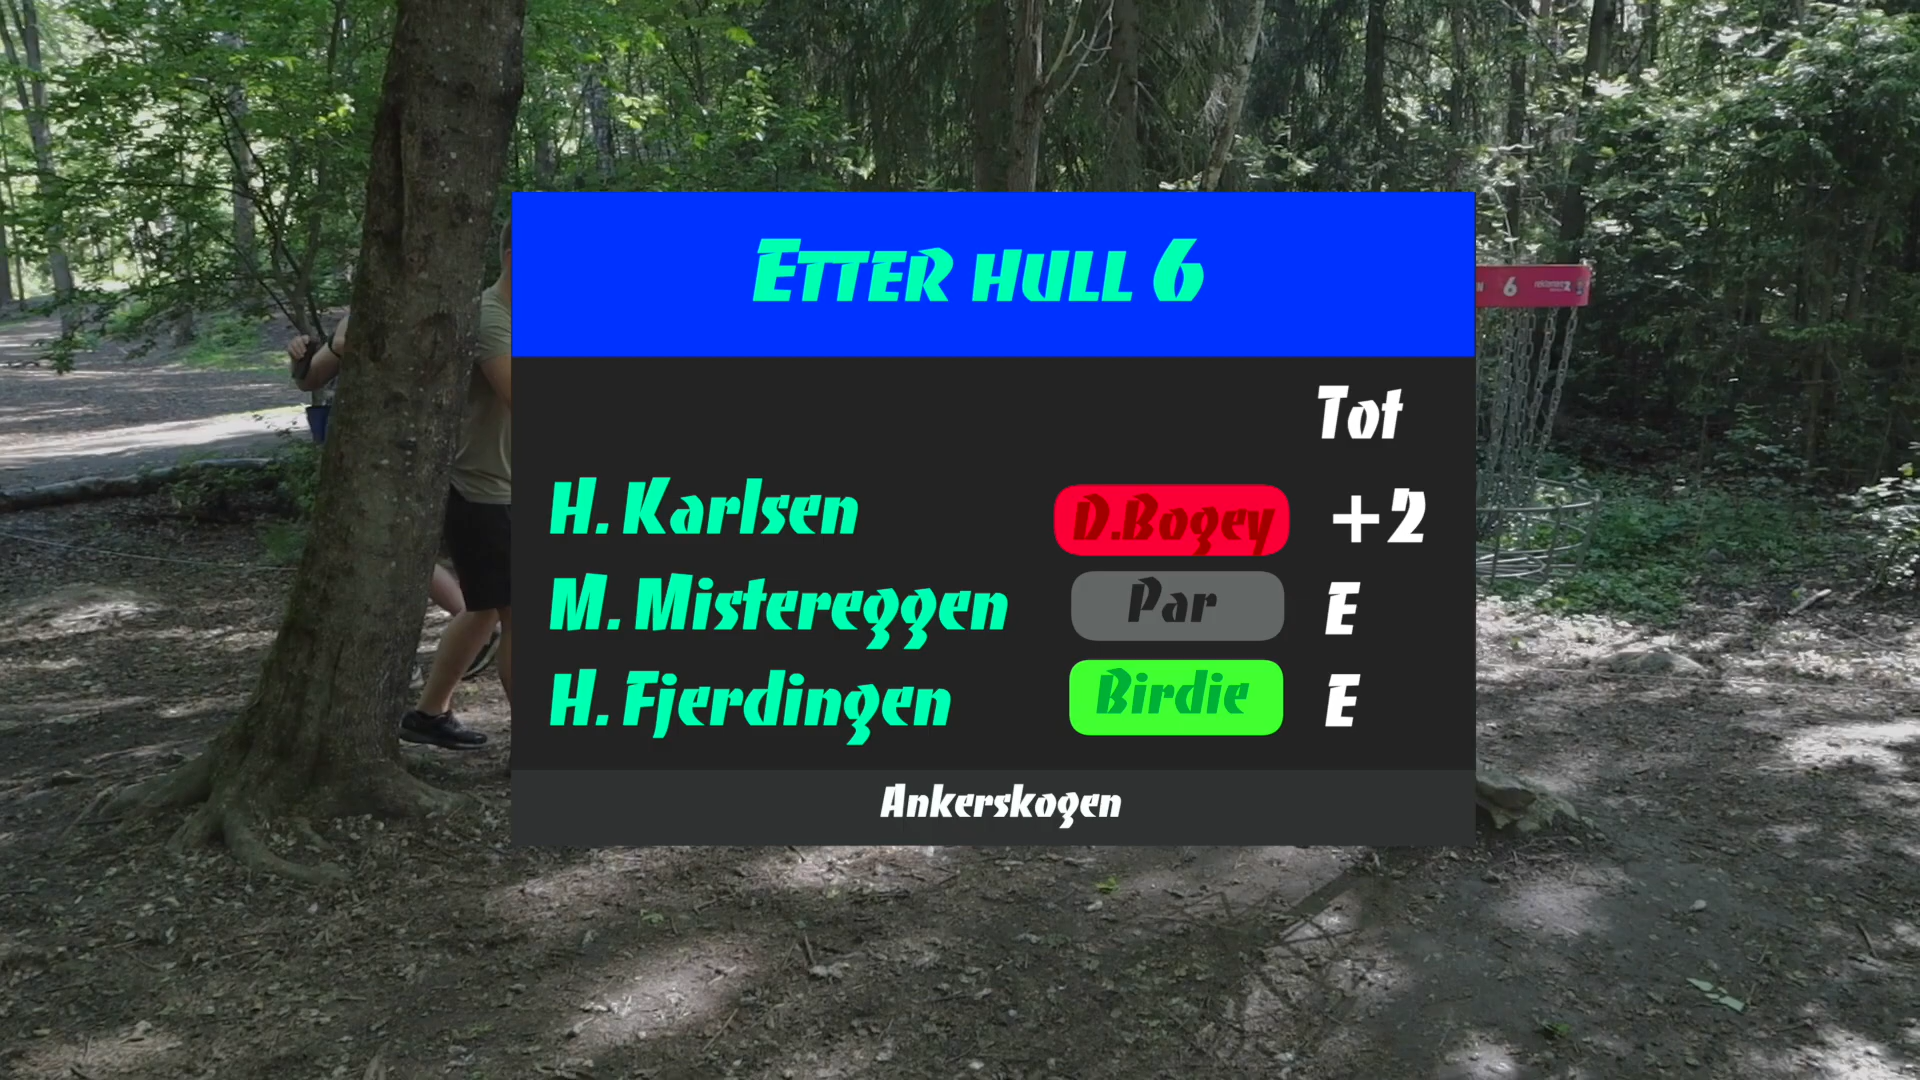 Etter hull 6
Tot
H. Karlsen D.Bogey +2
M. Mistereggen Par E
H. Fjerdingen Birdie E
Ankerskogen
6